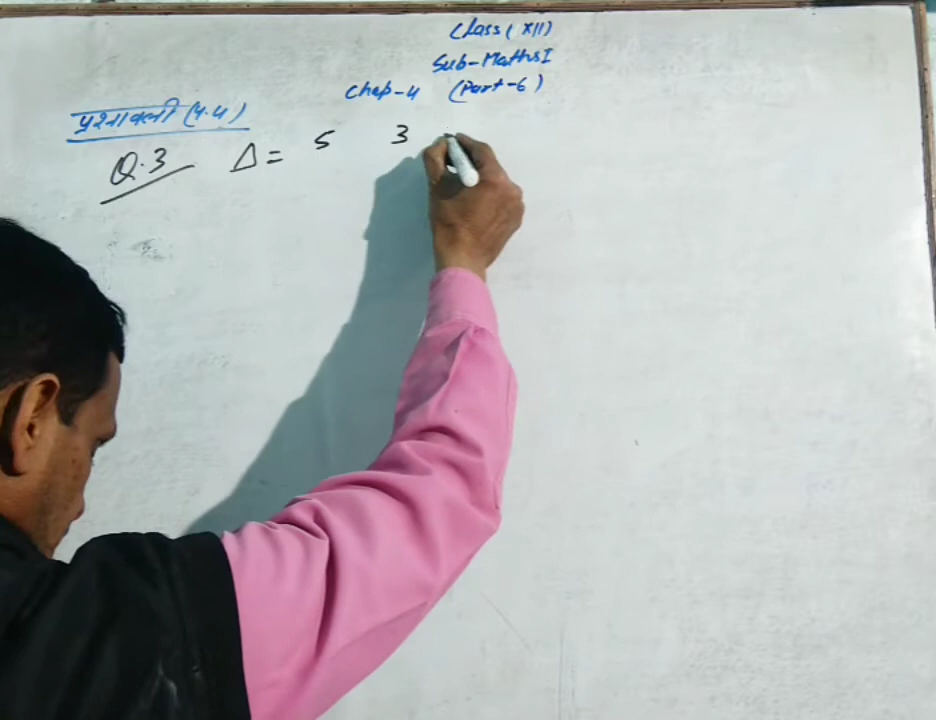 Class (XII)
Sub-Maths I
Chap-4 (Part-6)
प्रश्नावली (4.4)
Q.3 Δ= 5 3